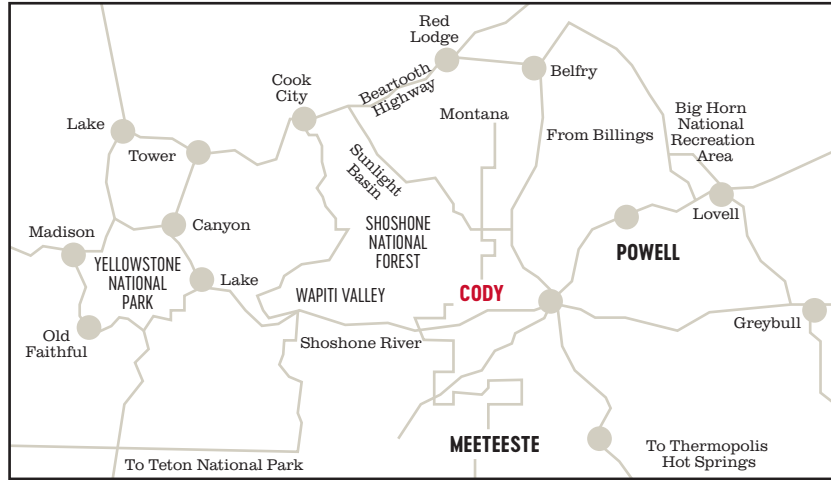 Red
Lodge
Cook
City
Beartooth
Highway
Belfry
Lake
Tower
Montana
From Billings
Big Horn
National
Recreation
Area
Sunlight
Basin
Lovell
Madison
Canyon
SHOSHONE
NATIONAL
FOREST
POWELL
YELLOWSTONE
NATIONAL
PARK
Lake
WAPITI VALLEY
CODY
Old
Faithful
Shoshone River
Greybull
MEETEESTE
To Teton National Park
To Thermopolis
Hot Springs